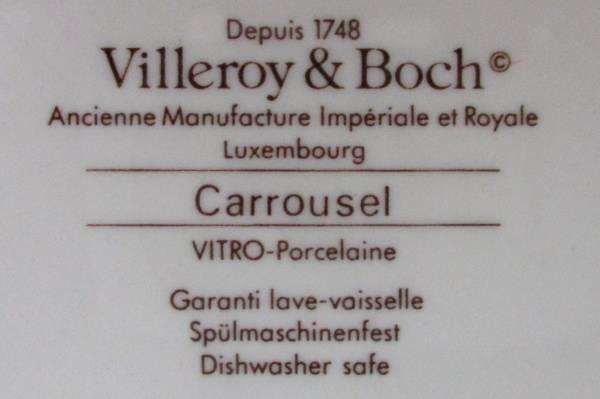 Depuis 1748
Villeroy & Boch©
Ancienne Manufacture Impériale et Royale
Luxembourg
Carrousel
VITRO-Porcelaine
Garanti lave-vaisselle
Spülmaschinenfest
Dishwasher safe